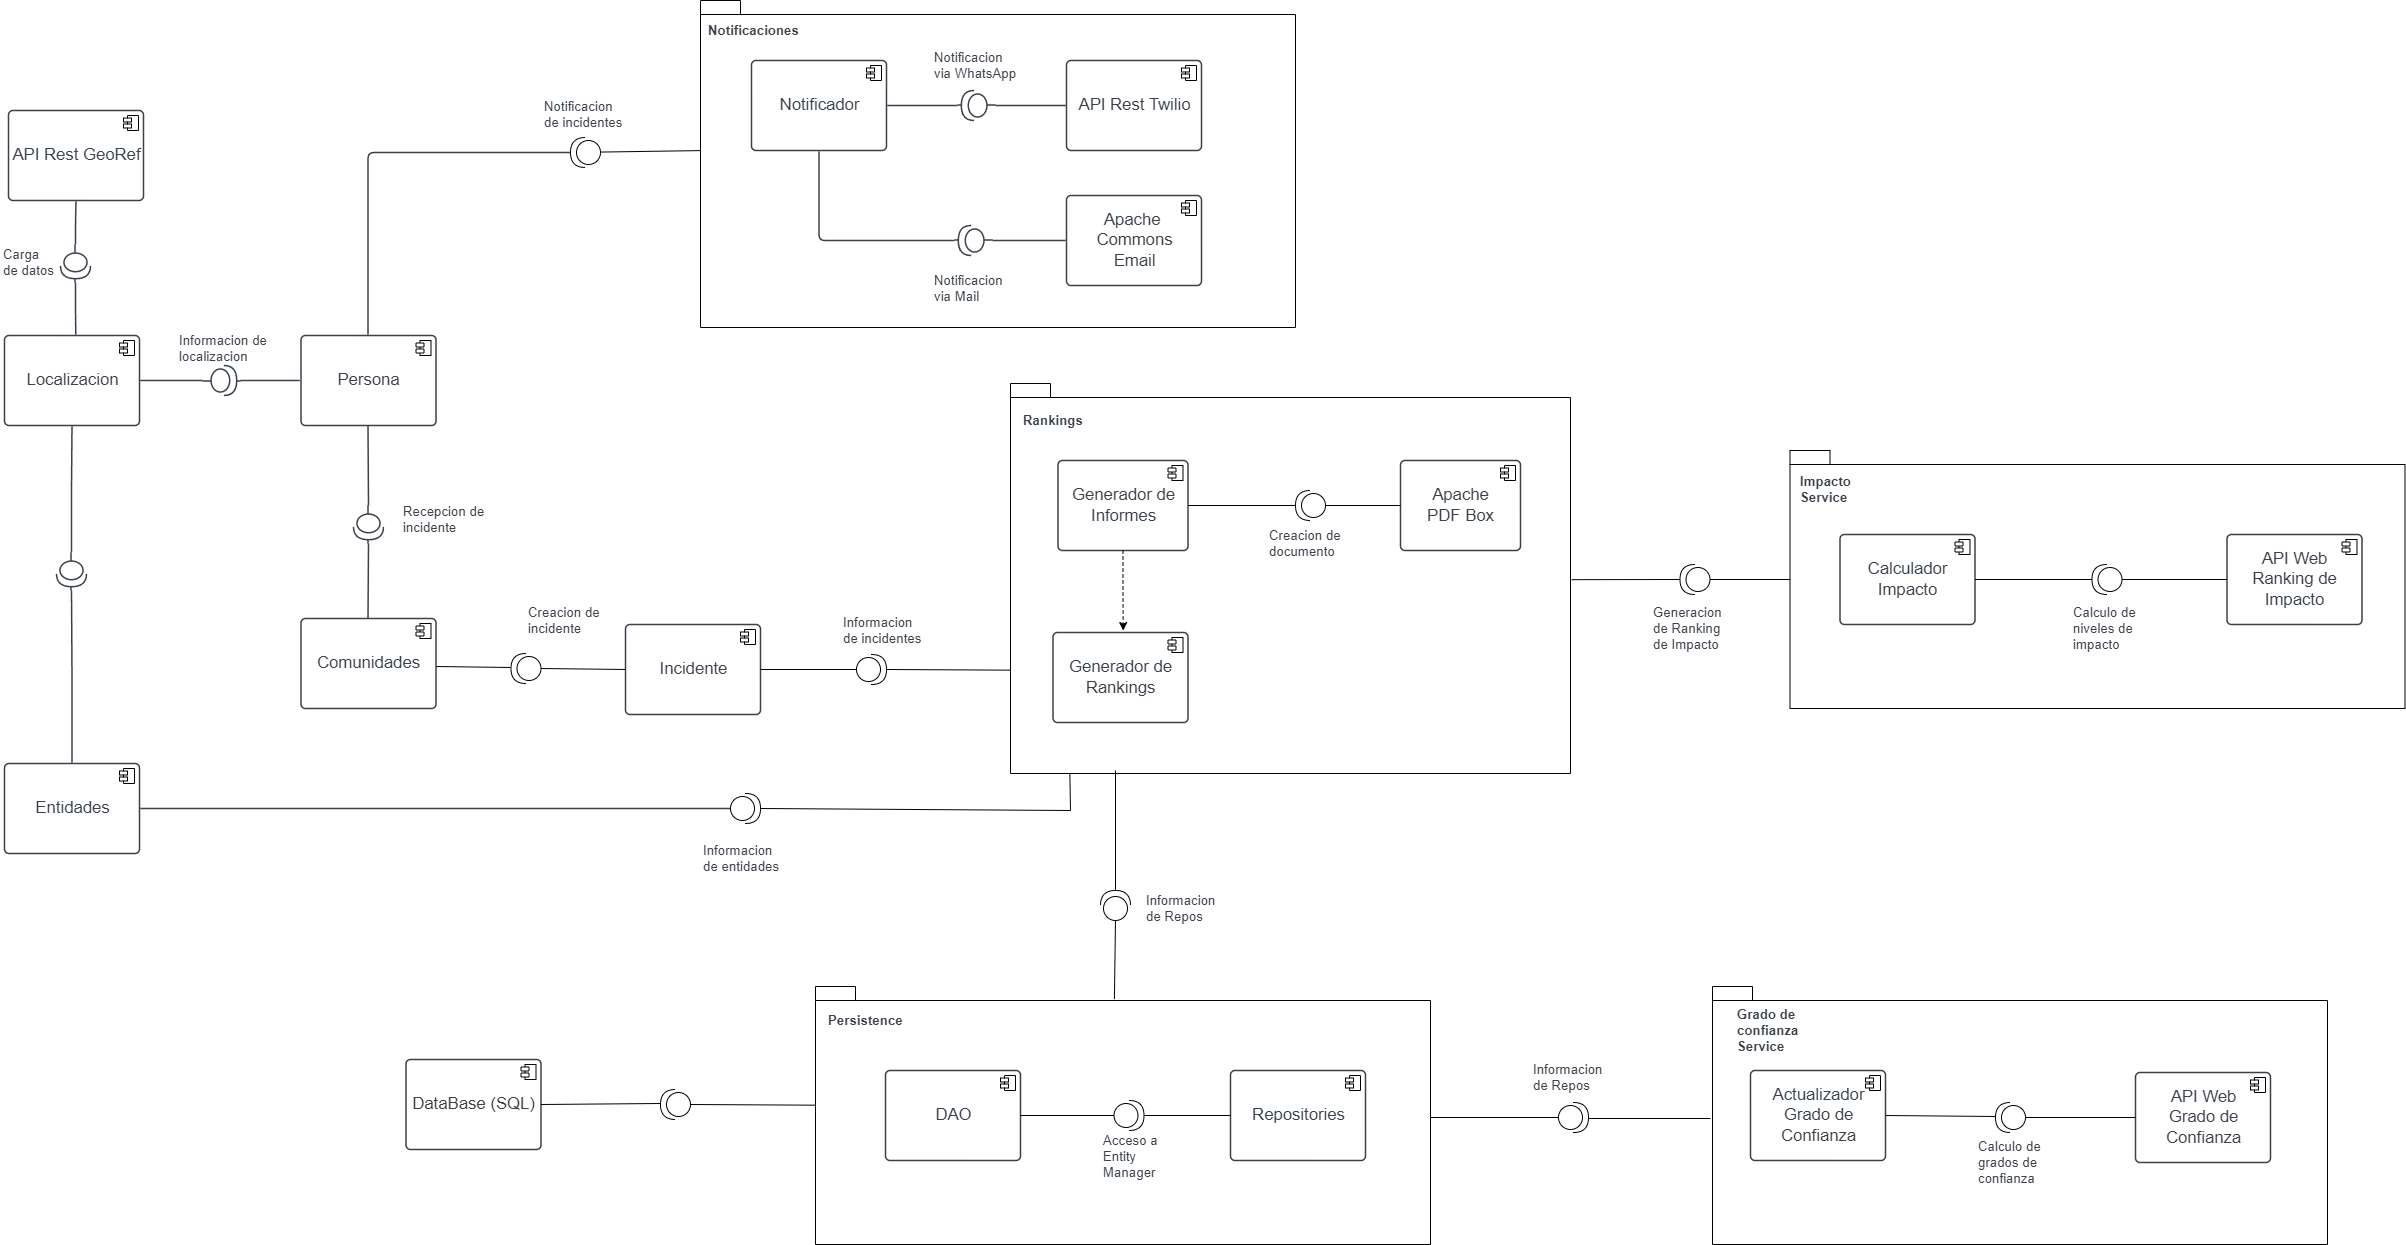 Notificaciones
Notificador
Notificacion
via WhatsApp
API Rest Twilio
Apache
Commons
Email
Notificacion
via Mail
Notificacion
de incidentes
API Rest GeoRef
Carga
de datos
Localizacion
Informacion de
localizacion
Persona
Recepcion de
incidente
Comunidades
Creacion de
incidente
Incidente
Informacion
de incidentes
Rankings
Generador de
Informes
Creacion de
documento
Apache
PDF Box
Generador de
Rankings
Generacion
de Ranking
de Impacto
Impacto
Service
Calculador
Impacto
Calculo de
niveles de
impacto
API Web
Ranking de
Impacto
Entidades
Informacion
de entidades
Informacion
de Repos
DataBase (SQL)
Persistence
DAO
Acceso a
Entity
Manager
Repositories
Informacion
de Repos
Grado de
confianza
Service
Actualizador
Grado de
Confianza
Calculo de
grados de
confianza
API Web
Grado de
Confianza